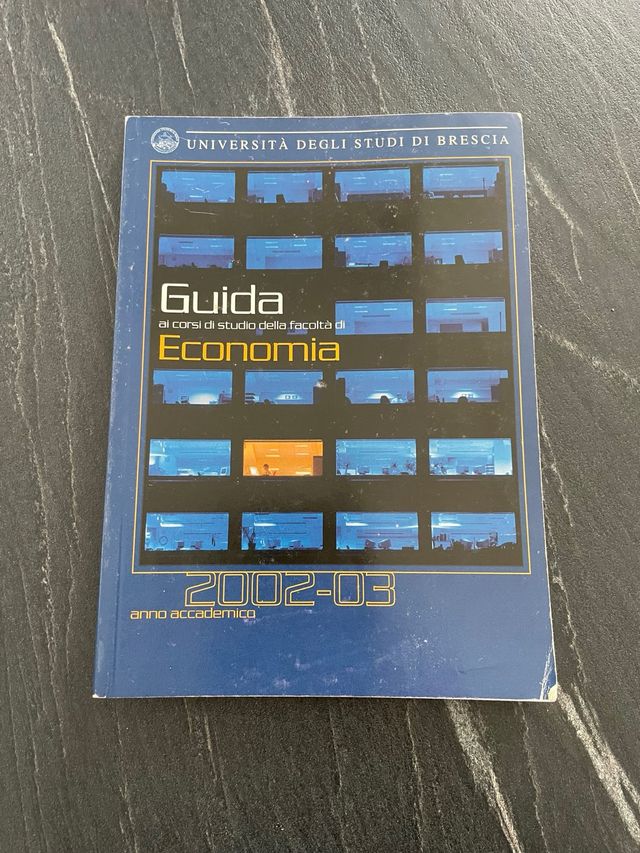 UNIVERSITÀ DEGLI STUDI DI BRESCIA
Guida
ai corsi di studio della facoltà di
Economia
2002-03
anno accademico